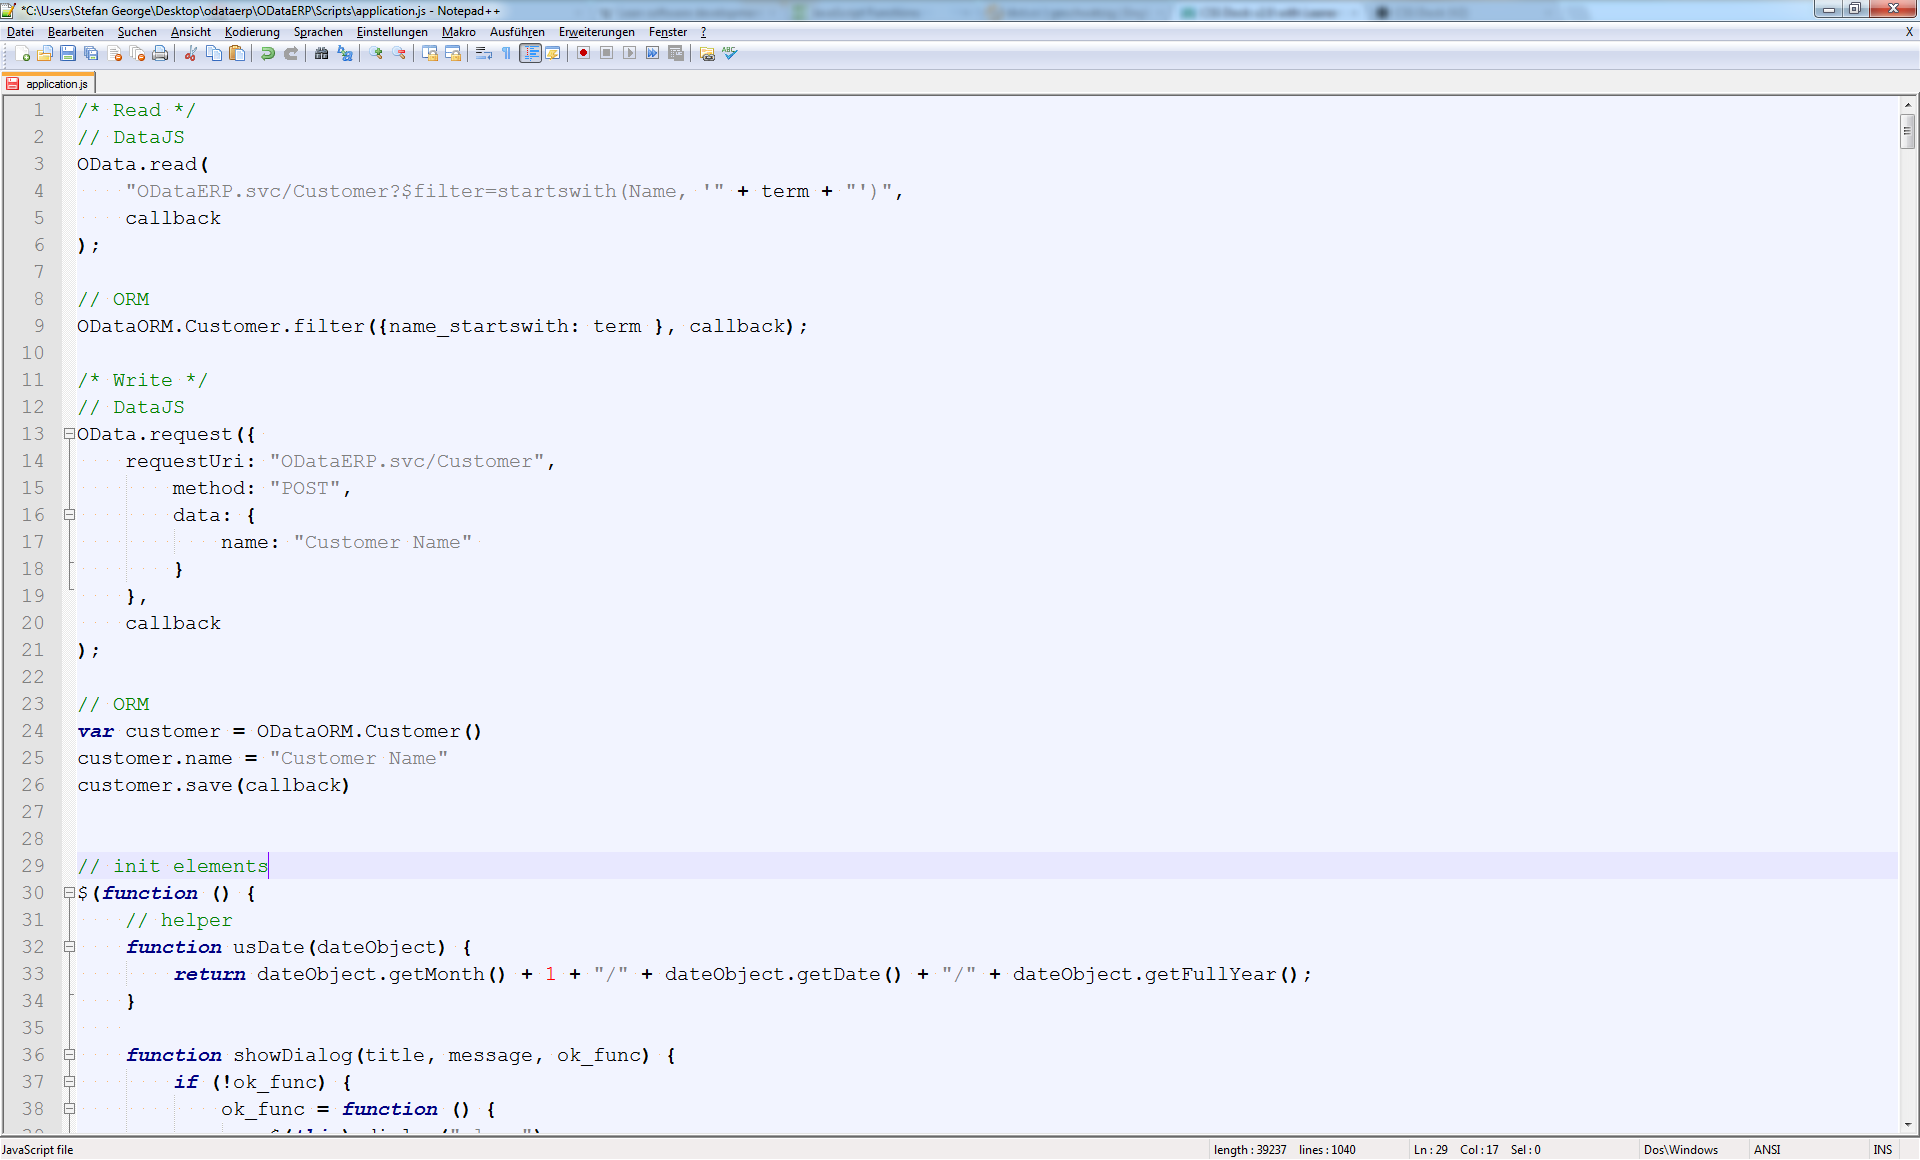 *C:\Users\Stefan George\Desktop\odataerp\ODataERP\Scripts\application.js - Notepad++
Datei Bearbeiten Suchen Ansicht Kodierung Sprachen Einstellungen Makro Ausführen Erweiterungen Fenster ? X
application.js
1 /* Read */
2 // DataJS
3 OData.read(
4 "ODataERP.svc/Customer?$filter=startswith(Name, '" + term + "')",
5 callback
6 );
7
8 // ORM
9 ODataORM.Customer.filter({name_startswith: term }, callback);
10
11 /* Write */
12 // DataJS
13 OData.request({
14 requestUri: "ODataERP.svc/Customer",
15 method: "POST",
16 data: {
17 name: "Customer Name"
18 }
19 },
20 callback
21 );
22
23 // ORM
24 var customer = ODataORM.Customer()
25 customer.name = "Customer Name"
26 customer.save(callback)
27
28
29 // init elements
30 $(function () {
31 // helper
32 function usDate(dateObject) {
33 return dateObject.getMonth() + 1 + "/" + dateObject.getDate() + "/" + dateObject.getFullYear();
34 }
35
36 function showDialog(title, message, ok_func) {
37 if (!ok_func) {
38 ok_func = function () {
JavaScript file length : 39237 lines : 1040 Ln : 29 Col : 17 Sel : 0 Dos\Windows ANSI INS